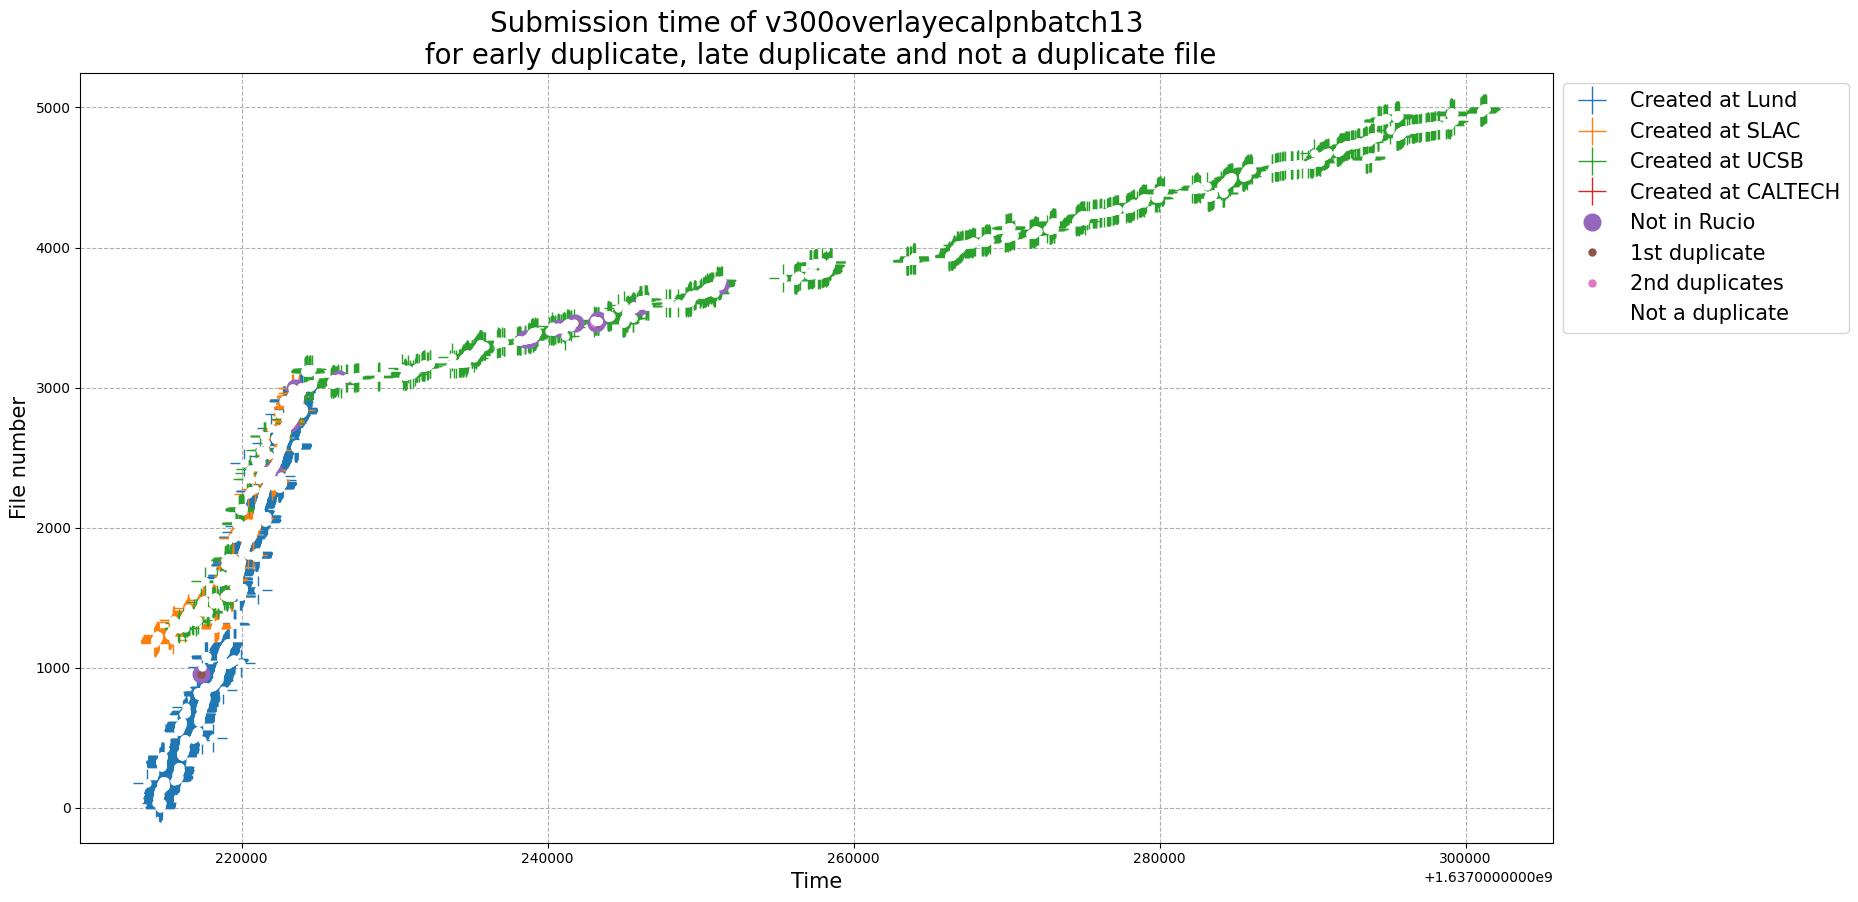 Submission time of v300overlayecalpnbatch13
for early duplicate, late duplicate and not a duplicate file
5000
4000
3000
2000
1000
0
File number
220000
240000
260000
280000
300000
Time
+1.6370000000e9
Created at Lund
Created at SLAC
Created at UCSB
Created at CALTECH
Not in Rucio
1st duplicate
2nd duplicates
Not a duplicate